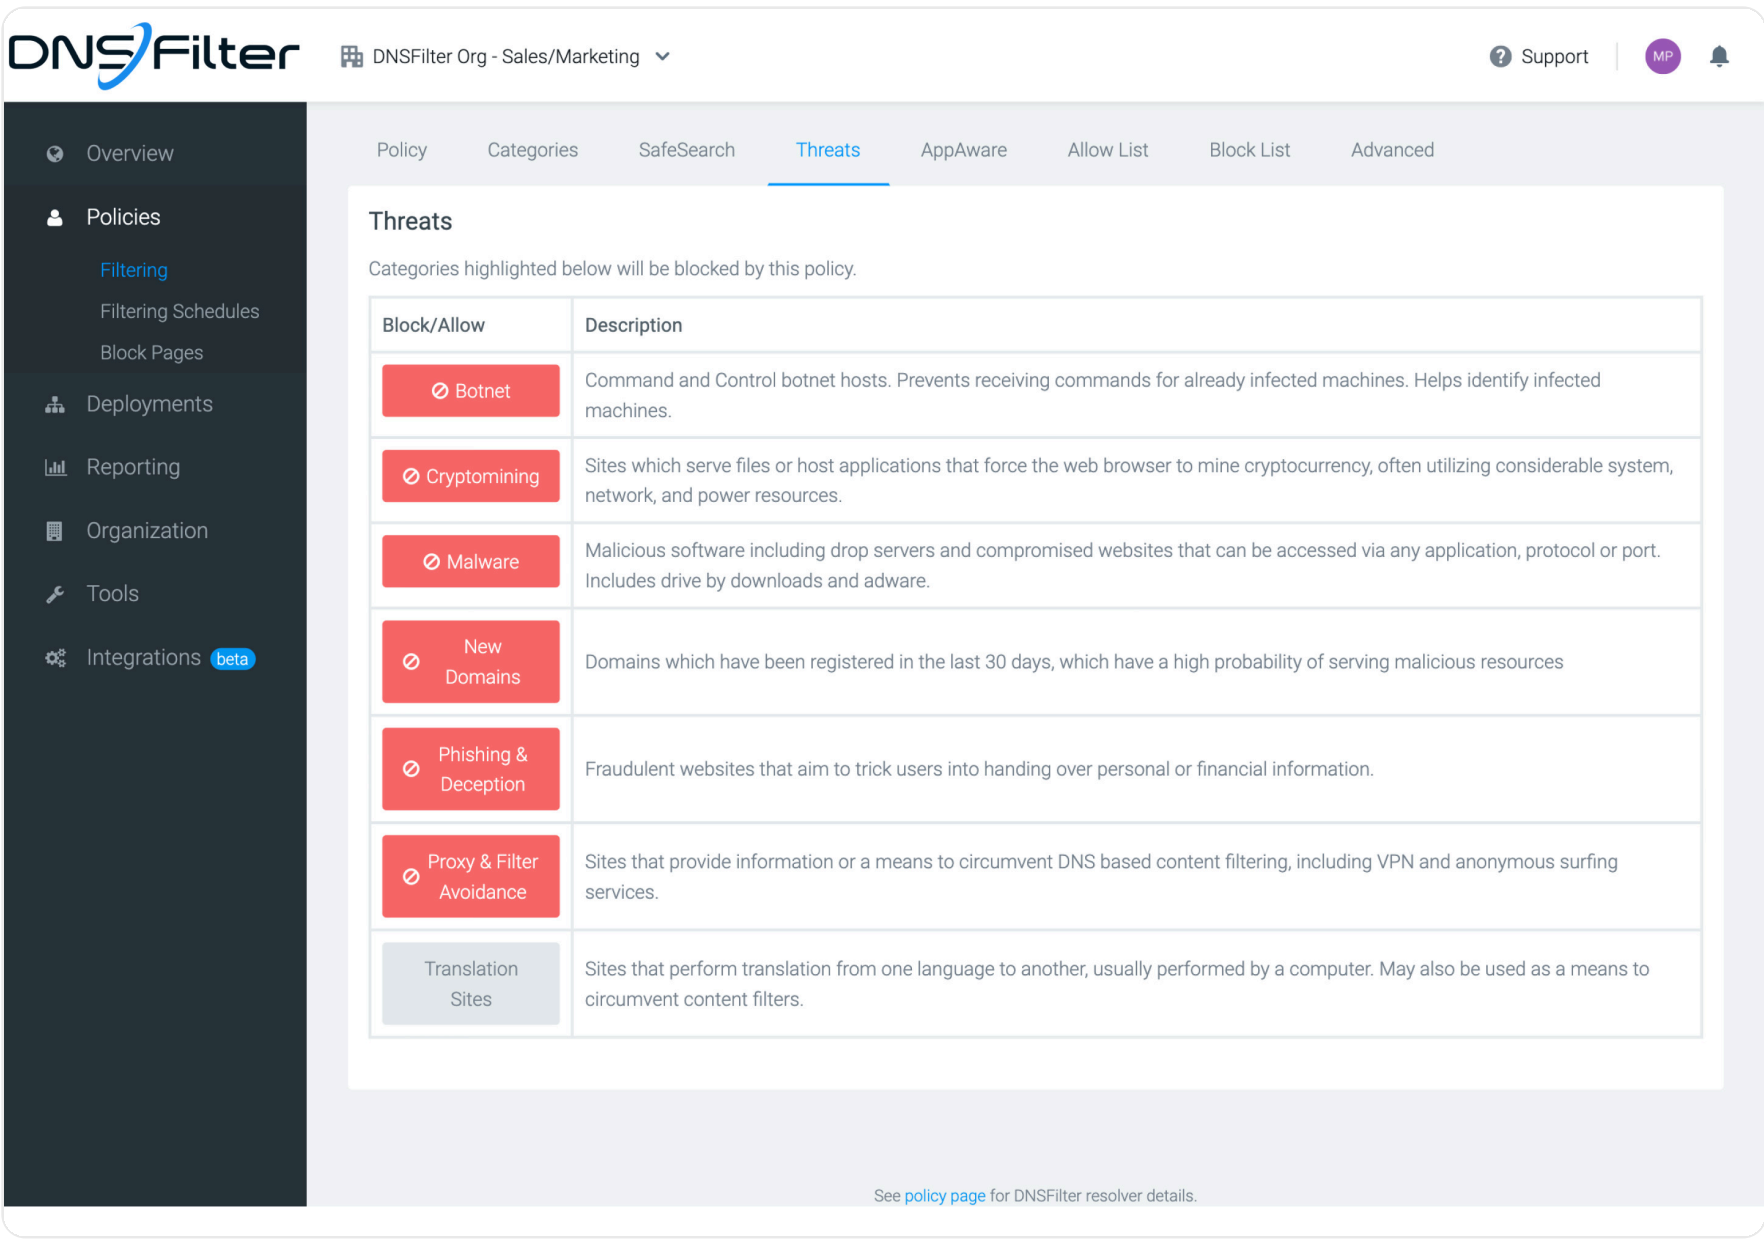 DNSFilter
DNSFilter Org - Sales/Marketing
Support
MP
Overview
Policies
Filtering
Filtering Schedules
Block Pages
Deployments
Reporting
Organization
Tools
Integrations beta
Policy Categories SafeSearch Threats AppAware Allow List Block List Advanced
Threats
Categories highlighted below will be blocked by this policy.
Block/Allow Description
Botnet
Command and Control botnet hosts. Prevents receiving commands for already infected machines. Helps identify infected
machines.
Cryptomining
Sites which serve files or host applications that force the web browser to mine cryptocurrency, often utilizing considerable system,
network, and power resources.
Malware
Malicious software including drop servers and compromised websites that can be accessed via any application, protocol or port.
Includes drive by downloads and adware.
New
Domains
Domains which have been registered in the last 30 days, which have a high probability of serving malicious resources
Phishing &
Deception
Fraudulent websites that aim to trick users into handing over personal or financial information.
Proxy & Filter
Avoidance
Sites that provide information or a means to circumvent DNS based content filtering, including VPN and anonymous surfing
services.
Translation
Sites
Sites that perform translation from one language to another, usually performed by a computer. May also be used as a means to
circumvent content filters.
See policy page for DNSFilter resolver details.